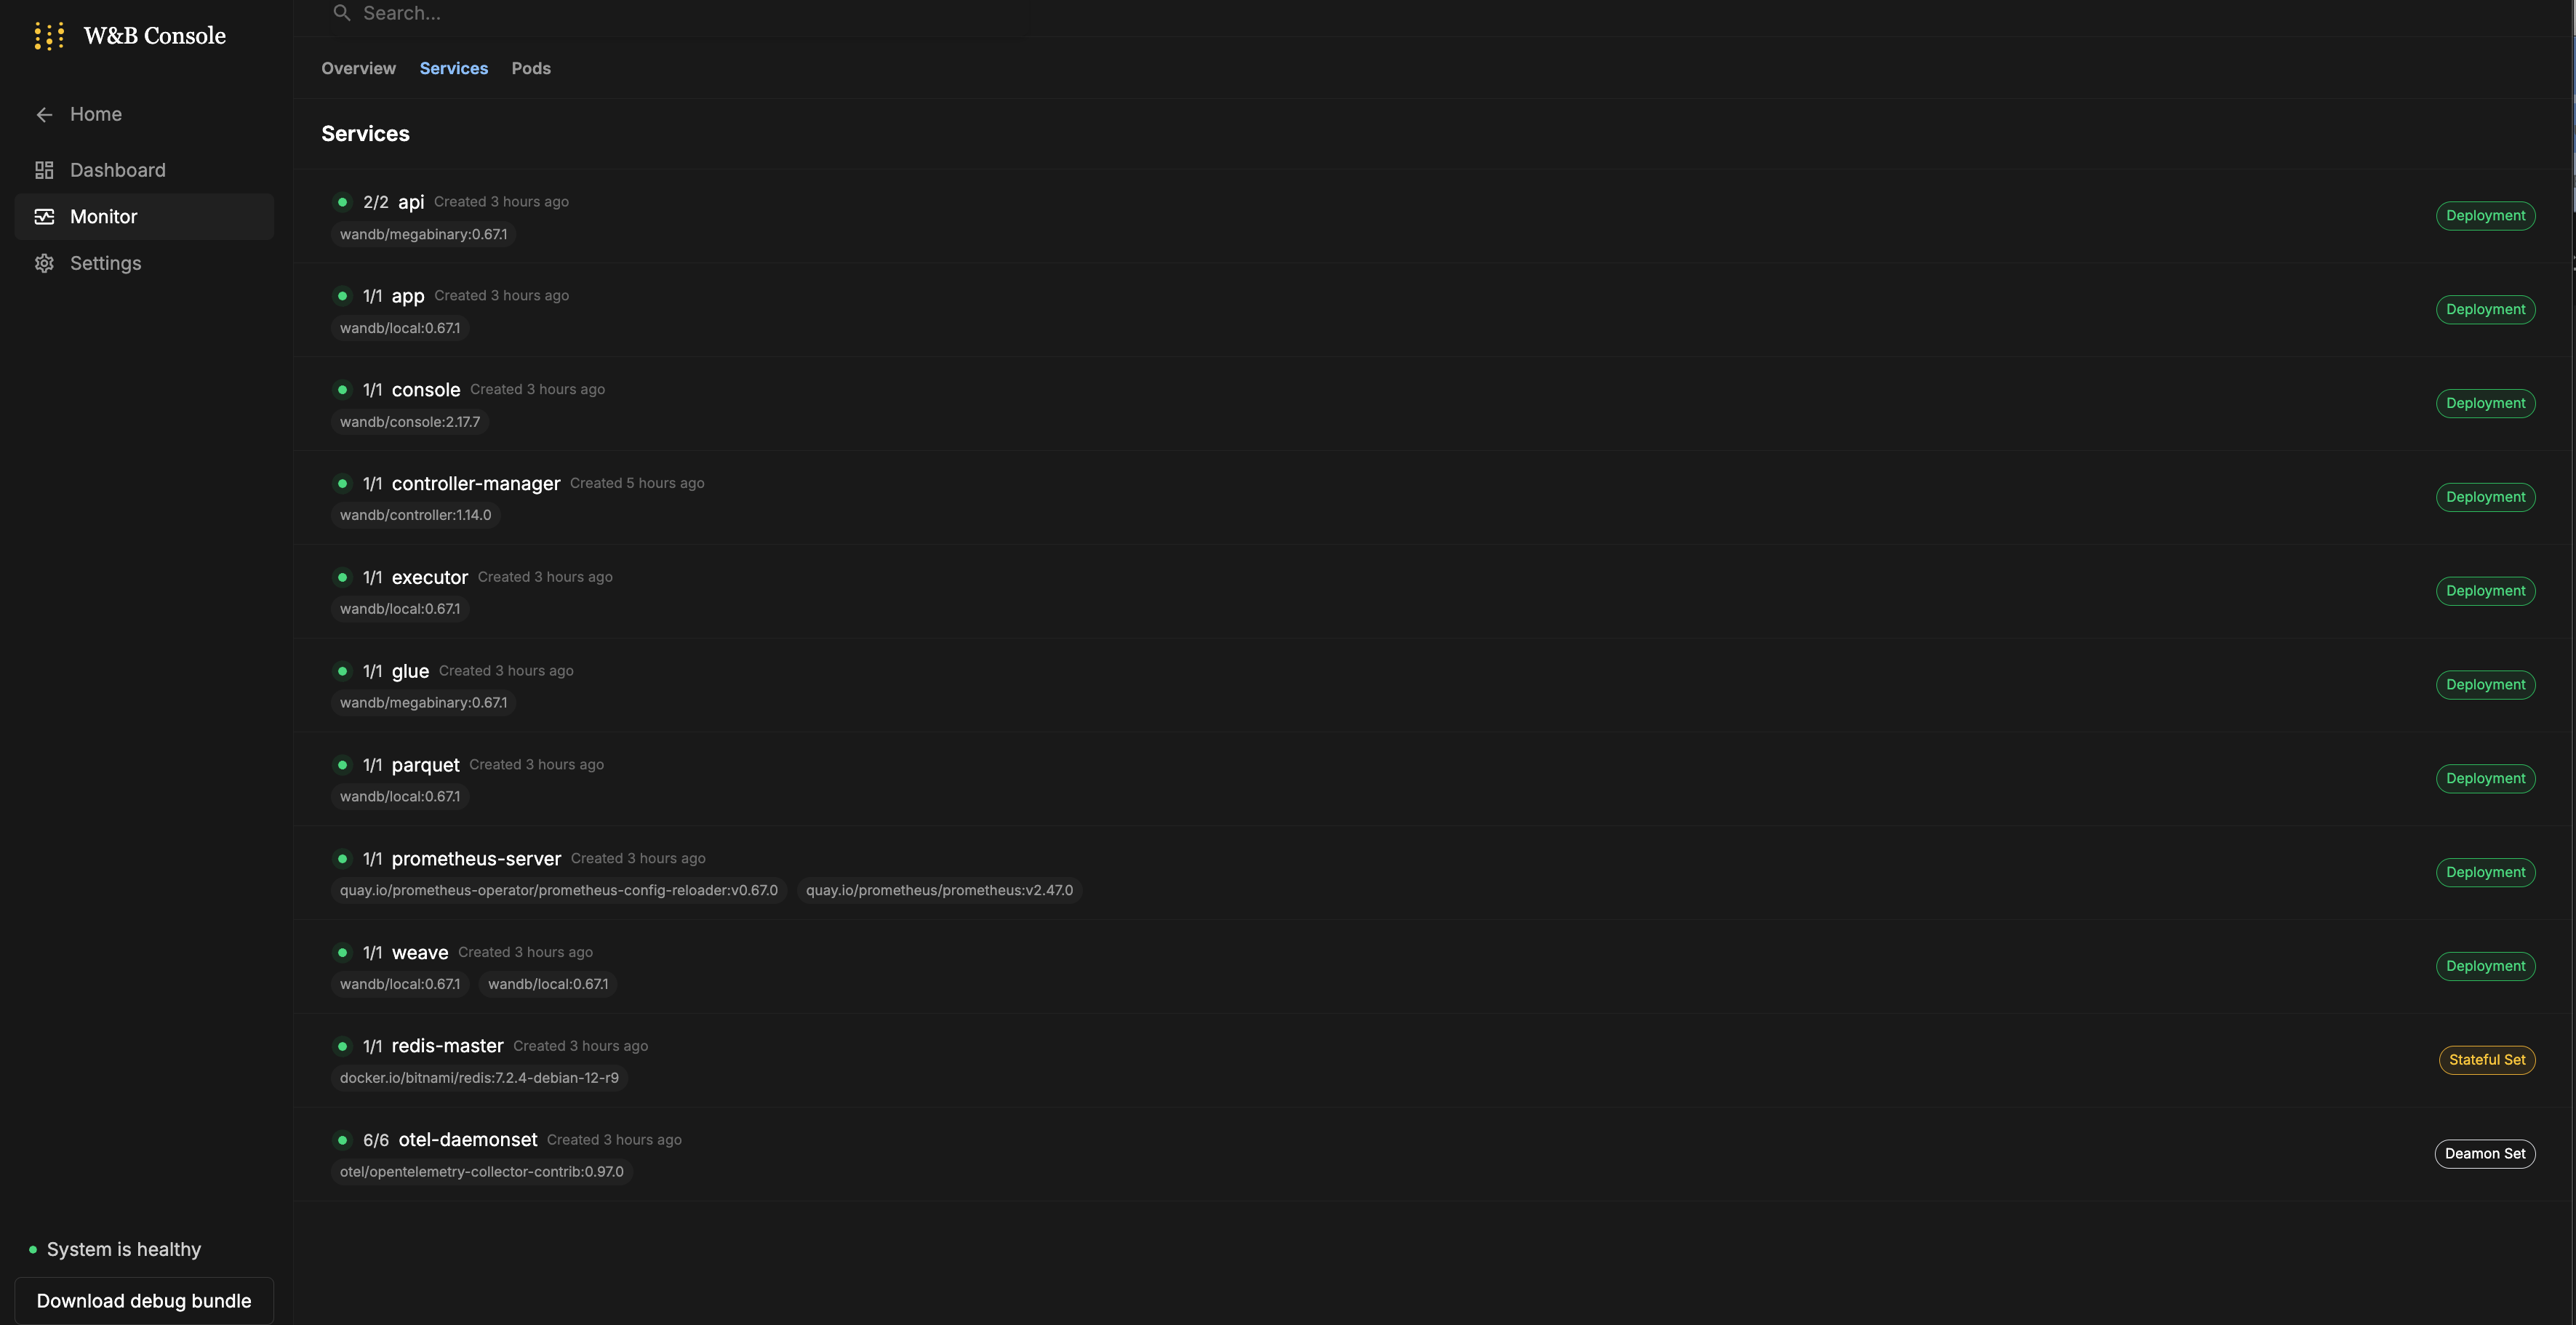 W&B Console
Home
Dashboard
Monitor
Settings
System is healthy
Download debug bundle
Search...
Overview Services Pods
Services
2/2 api Created 3 hours ago
wandb/megabinary:0.67.1
Deployment
1/1 app Created 3 hours ago
wandb/local:0.67.1
Deployment
1/1 console Created 3 hours ago
wandb/console:2.17.7
Deployment
1/1 controller-manager Created 5 hours ago
wandb/controller:1.14.0
Deployment
1/1 executor Created 3 hours ago
wandb/local:0.67.1
Deployment
1/1 glue Created 3 hours ago
wandb/megabinary:0.67.1
Deployment
1/1 parquet Created 3 hours ago
wandb/local:0.67.1
Deployment
1/1 prometheus-server Created 3 hours ago
quay.io/prometheus-operator/prometheus-config-reloader:v0.67.0 quay.io/prometheus/prometheus:v2.47.0
Deployment
1/1 weave Created 3 hours ago
wandb/local:0.67.1 wandb/local:0.67.1
Deployment
1/1 redis-master Created 3 hours ago
docker.io/bitnami/redis:7.2.4-debian-12-r9
Stateful Set
6/6 otel-daemonset Created 3 hours ago
otel/opentelemetry-collector-contrib:0.97.0
Deamon Set